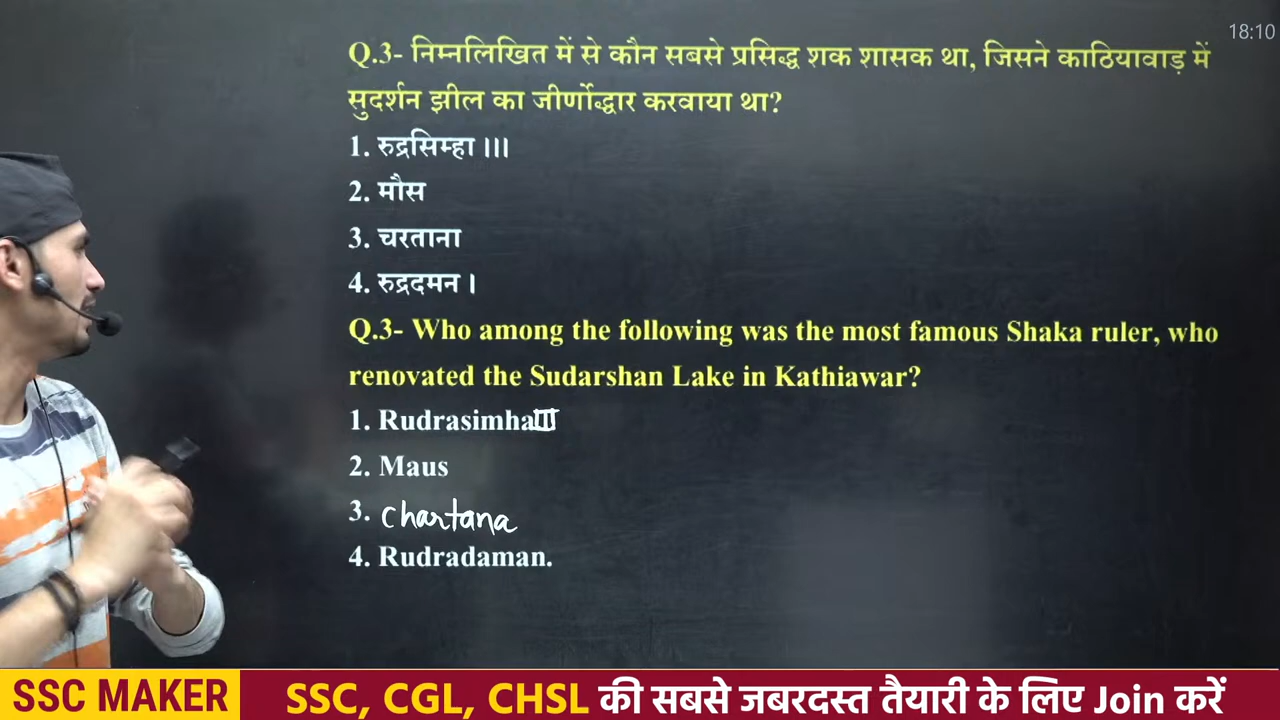 18:10
Q.3- निम्नलिखित में से कौन सबसे प्रसिद्ध शक शासक था, जिसने काठियावाड़ में
सुदर्शन झील का जीर्णोद्धार करवाया था?
1. रुद्रसिम्हा ।।।
2. मौस
3. चरताना
4. रुद्रदमन ।
Q.3- Who among the following was the most famous Shaka ruler, who
renovated the Sudarshan Lake in Kathiawar?
1. RudrasimhaIII
2. Maus
3. Chartana
4. Rudradaman.
SSC MAKER
SSC, CGL, CHSL की सबसे जबरदस्त तैयारी के लिए Join करें